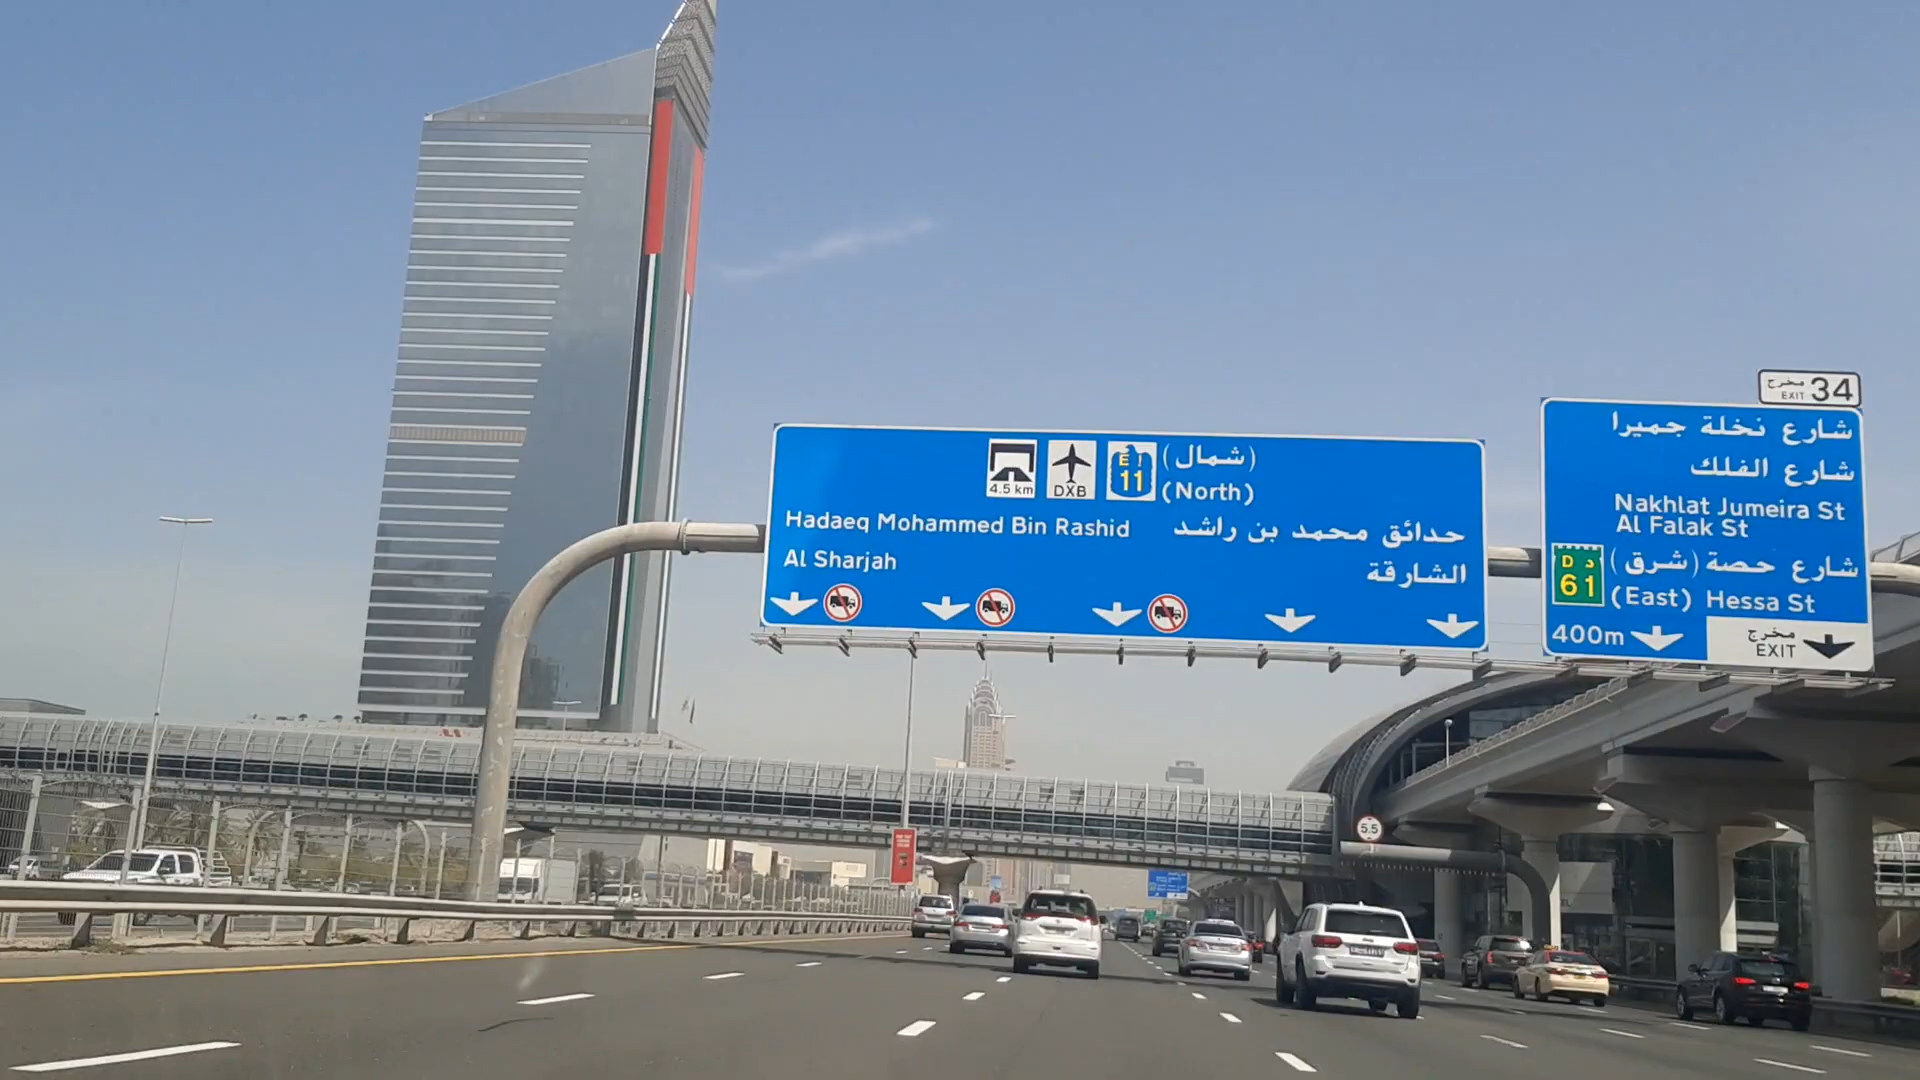 4.5 km
DXB
E 11
(شمال)
(North)
Hadaeq Mohammed Bin Rashid
حدائق محمد بن راشد
Al Sharjah
الشارقة
مخرج
EXIT 34
شارع نخلة جميرا
شارع الفلك
Nakhlat Jumeira St
Al Falak St
D د
61
شارع حصة (شرق)
(East) Hessa St
400m
مخرج
EXIT
5.5